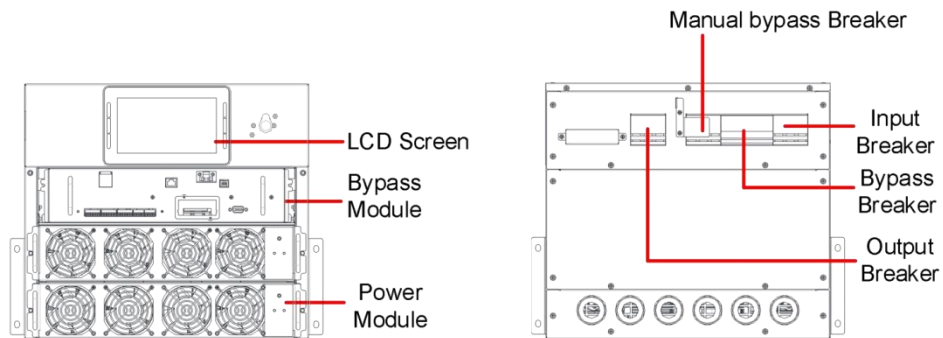 Manual bypass Breaker
LCD Screen
Bypass
Module
Power
Module
Input
Breaker
Bypass
Breaker
Output
Breaker